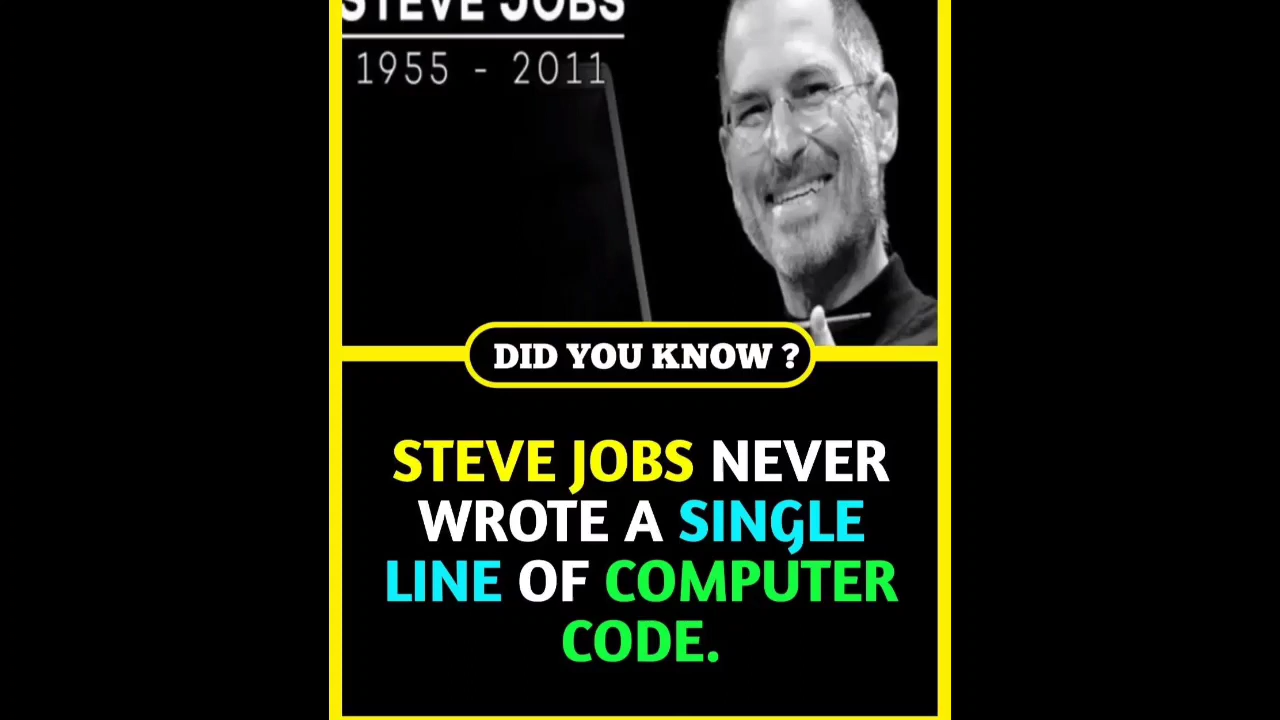 STEVE JOBS
1955 - 2011
DID YOU KNOW ?
STEVE JOBS NEVER
WROTE A SINGLE
LINE OF COMPUTER
CODE.